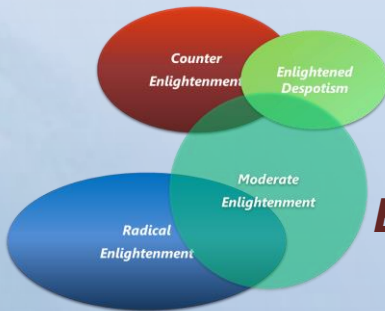 Counter
Enlightenment
Enlightened
Despotism
Moderate
Enlightenment
Radical
Enlightenment